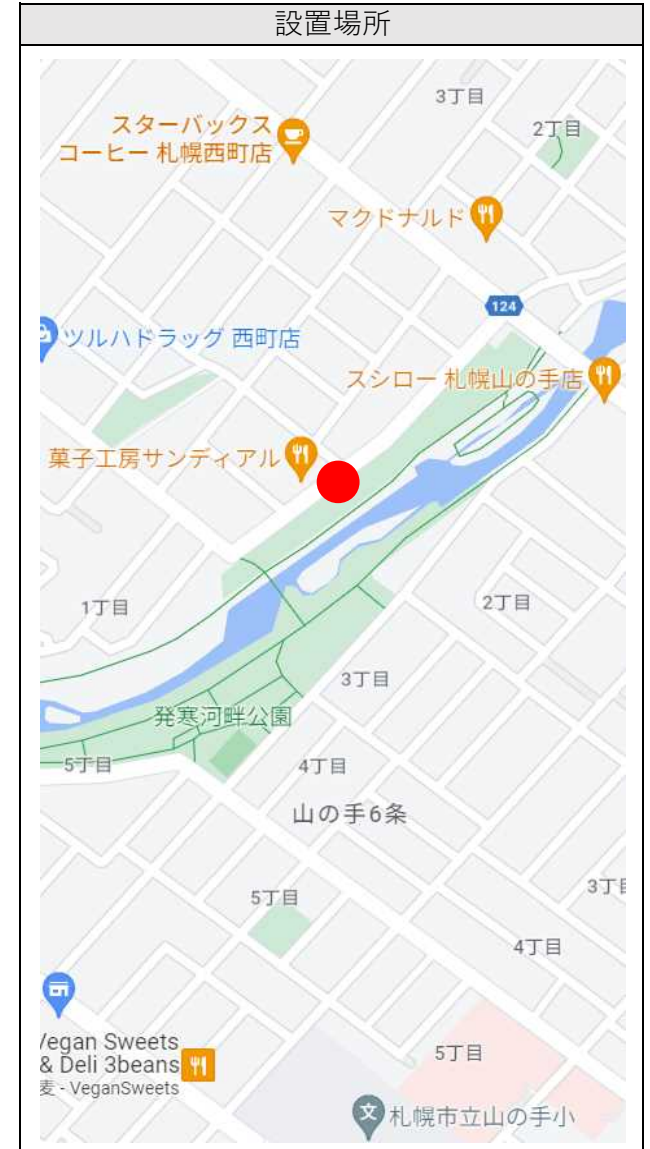 設置場所
3丁目
スターバックス
コーヒー 札幌西町店
2丁目
マクドナルド
124
ツルハドラッグ 西町店
スシロー 札幌山の手店
菓子工房サンディアル
1丁目
2丁目
3丁目
発寒河畔公園
5丁目
4丁目
山の手6条
5丁目
3丁目
4丁目
Vegan Sweets
& Deli 3beans
麦 - VeganSweets
5丁目
文
札幌市立山の手小